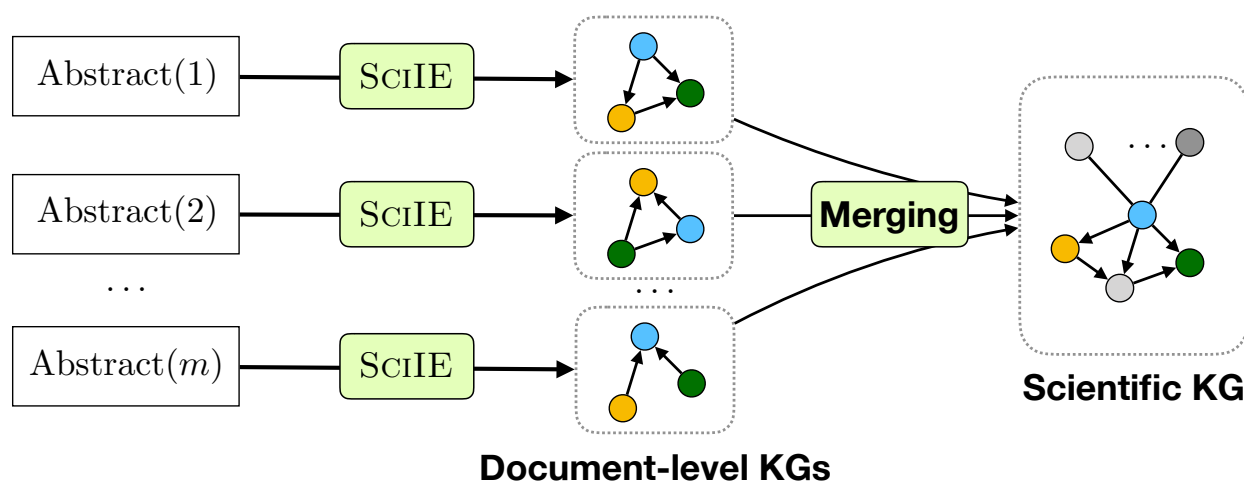 Abstract(1)
SciIE
Abstract(2)
SciIE
Merging
...
...
...
Abstract(m)
SciIE
Scientific KG
Document-level KGs